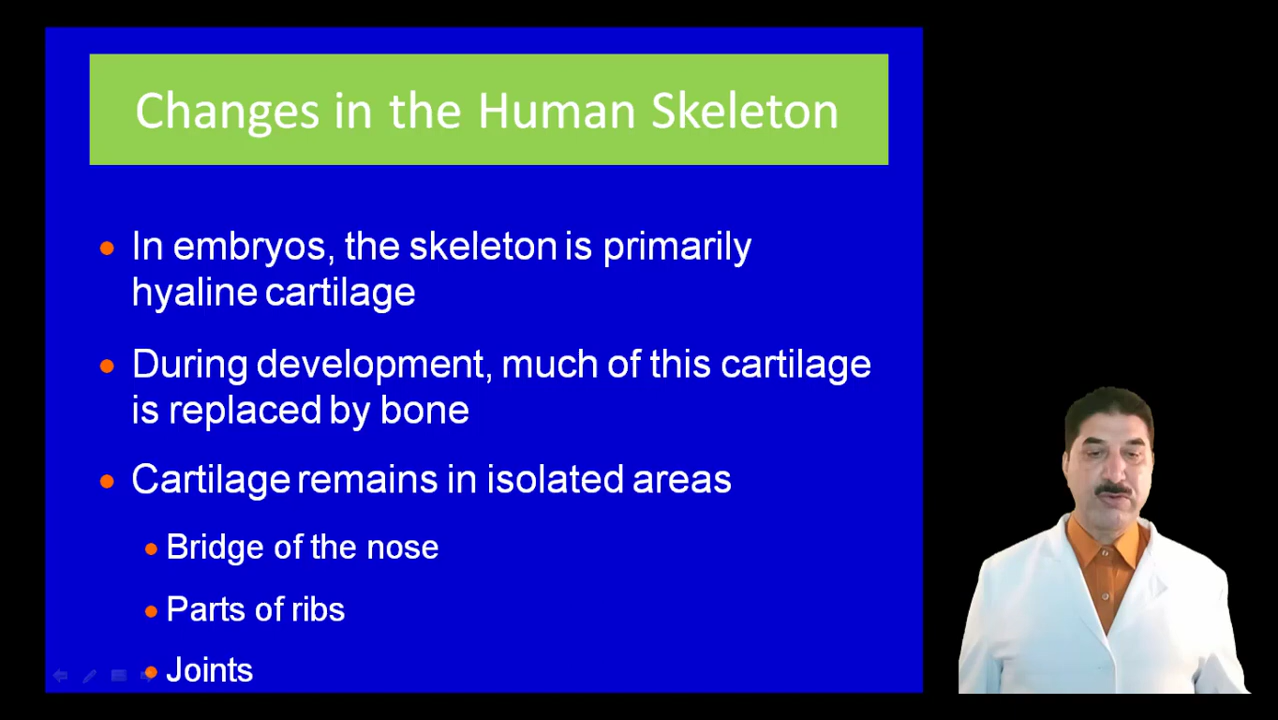 Changes in the Human Skeleton
In embryos, the skeleton is primarily
hyaline cartilage
During development, much of this cartilage
is replaced by bone
Cartilage remains in isolated areas
Bridge of the nose
Parts of ribs
Joints